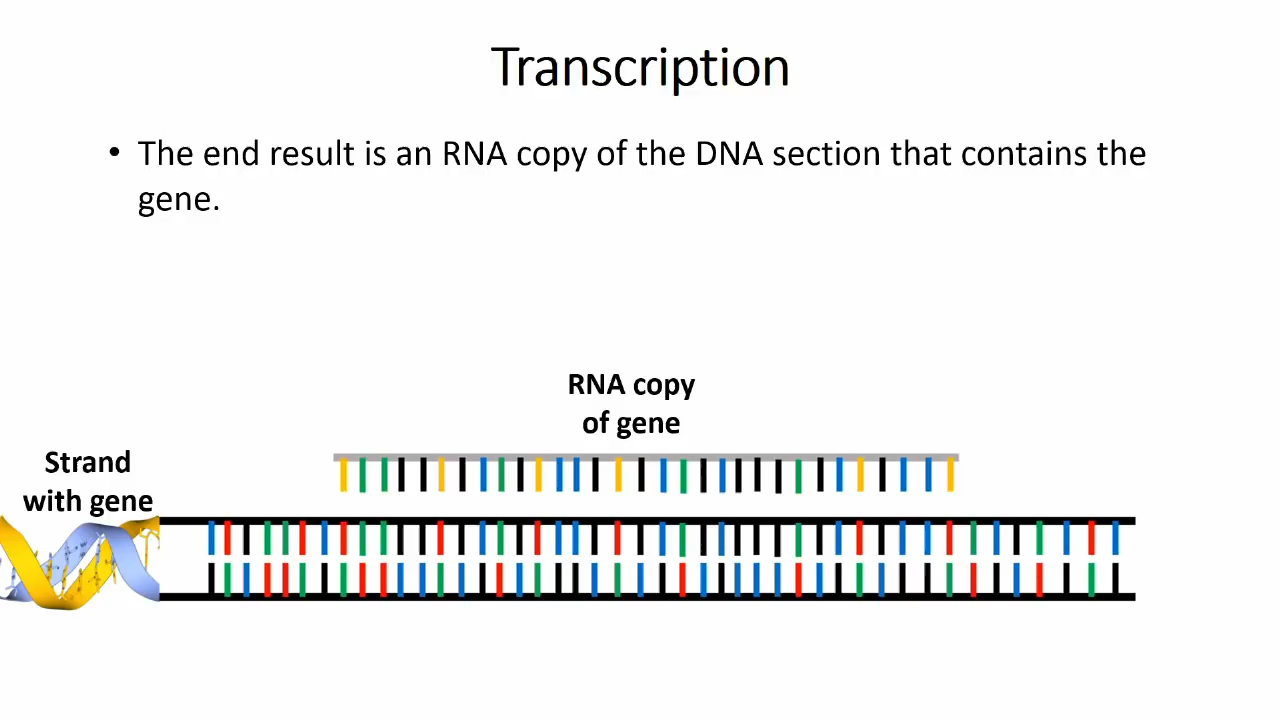 Transcription
• The end result is an RNA copy of the DNA section that contains the
gene.
RNA copy
of gene
Strand
with gene